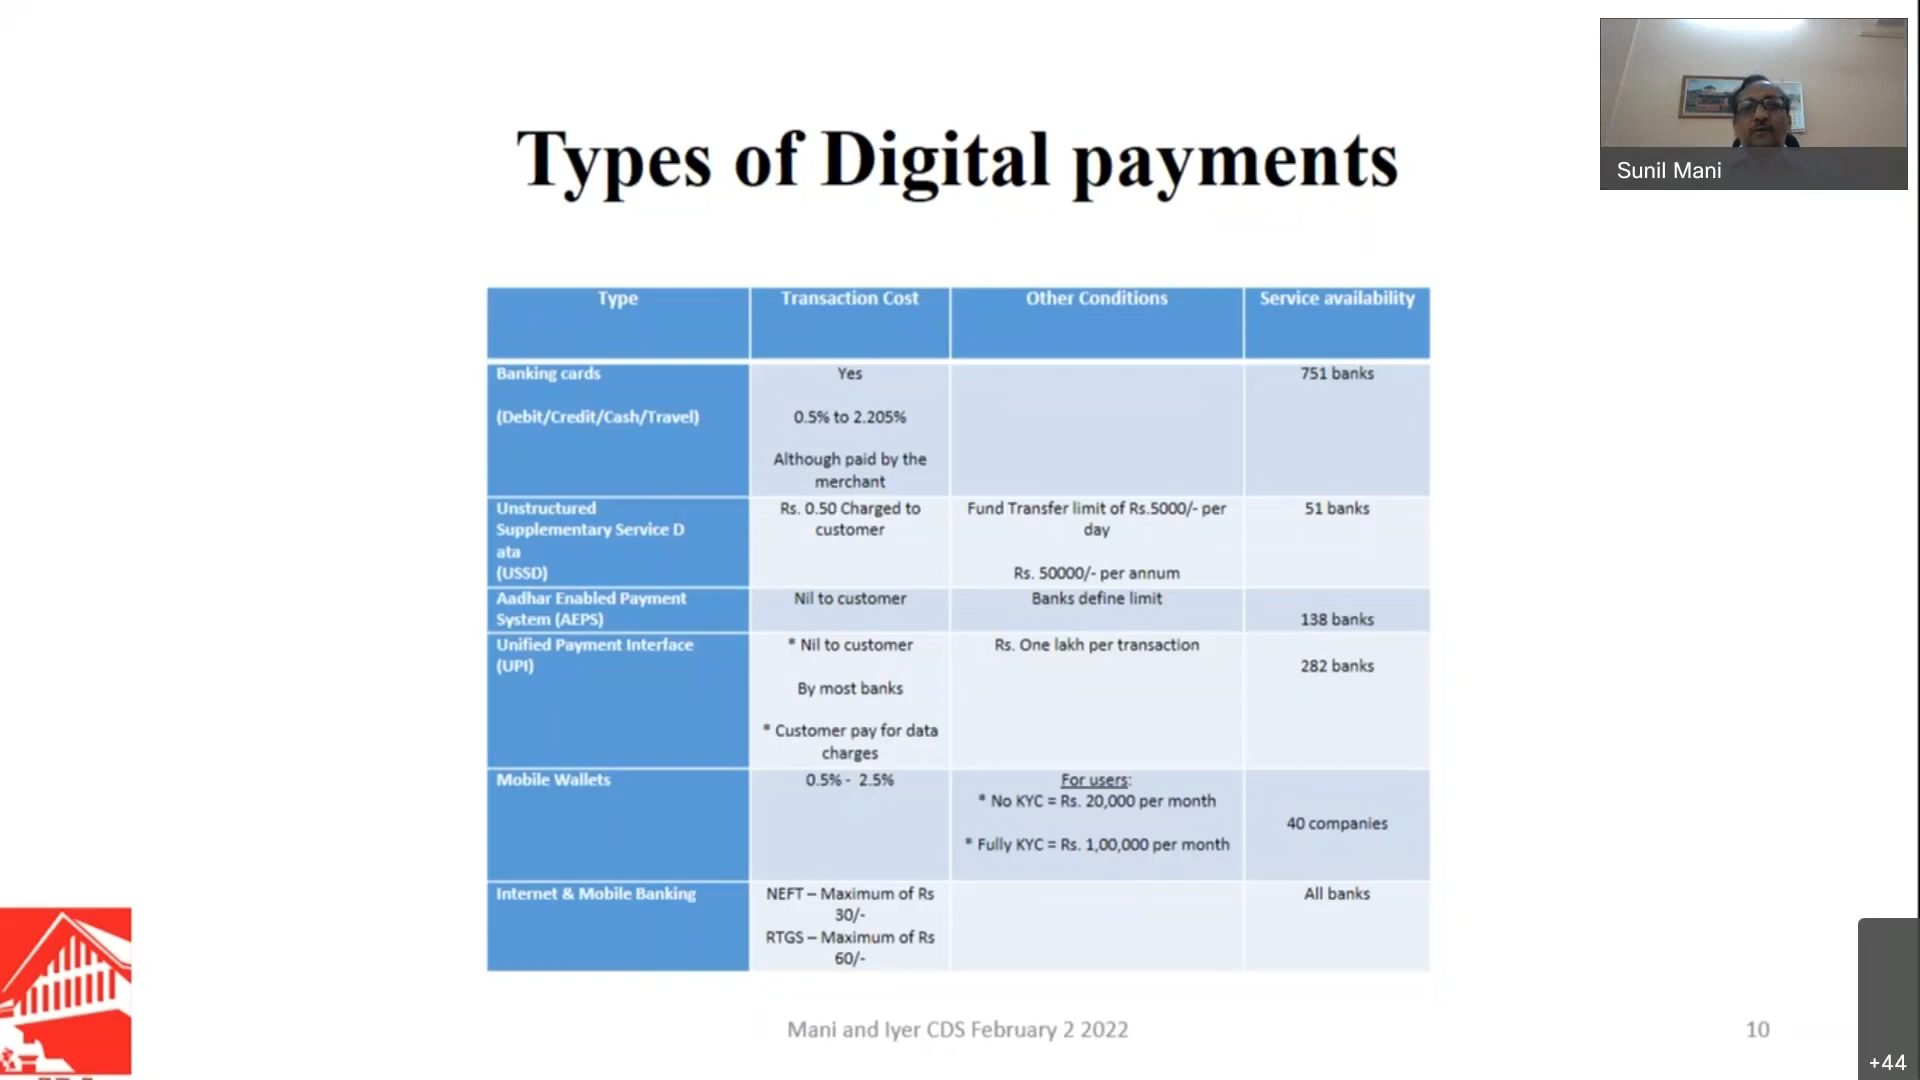 Types of Digital payments
Sunil Mani
Type Transaction Cost Other Conditions Service availability
Banking cards Yes 751 banks
(Debit/Credit/Cash/Travel) 0.5% to 2.205%
Although paid by the
merchant
Unstructured Rs. 0.50 Charged to Fund Transfer limit of Rs.5000/- per 51 banks
Supplementary Service D customer day
ata
(USSD) Rs. 50000/- per annum
Aadhar Enabled Payment Nil to customer Banks define limit
System (AEPS) 138 banks
Unified Payment Interface * Nil to customer Rs. One lakh per transaction
(UPI) 282 banks
By most banks
* Customer pay for data
charges
Mobile Wallets 0.5% - 2.5% For users:
* No KYC = Rs. 20,000 per month
40 companies
* Fully KYC = Rs. 1,00,000 per month
Internet & Mobile Banking NEFT – Maximum of Rs All banks
30/-
RTGS – Maximum of Rs
60/-
Mani and Iyer CDS February 2 2022
10
+44